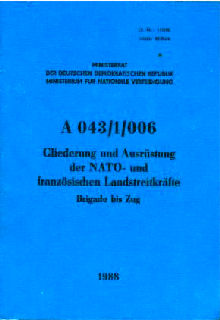 MINISTERRAT
DER DEUTSCHEN DEMOKRATISCHEN REPUBLIK
MINISTERIUM FÜR NATIONALE VERTEIDIGUNG
A 043/1/006
Gliederung und Ausrüstung
der NATO- und
französischen Landstreitkräfte
Brigade bis Zug
1988